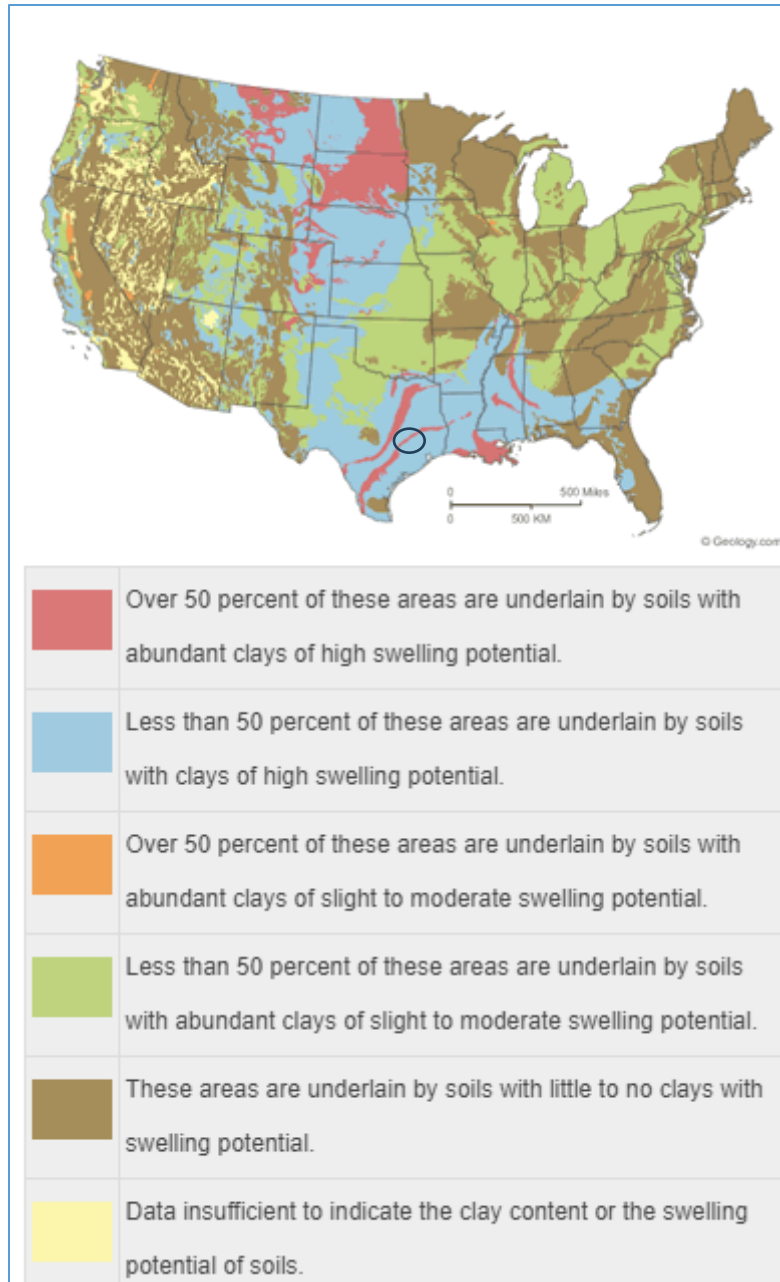 0
500 Miles
0
500 KM
© Geology.com
Over 50 percent of these areas are underlain by soils with
abundant clays of high swelling potential.
Less than 50 percent of these areas are underlain by soils
with clays of high swelling potential.
Over 50 percent of these areas are underlain by soils with
abundant clays of slight to moderate swelling potential.
Less than 50 percent of these areas are underlain by soils
with abundant clays of slight to moderate swelling potential.
These areas are underlain by soils with little to no clays with
swelling potential.
Data insufficient to indicate the clay content or the swelling
potential of soils.